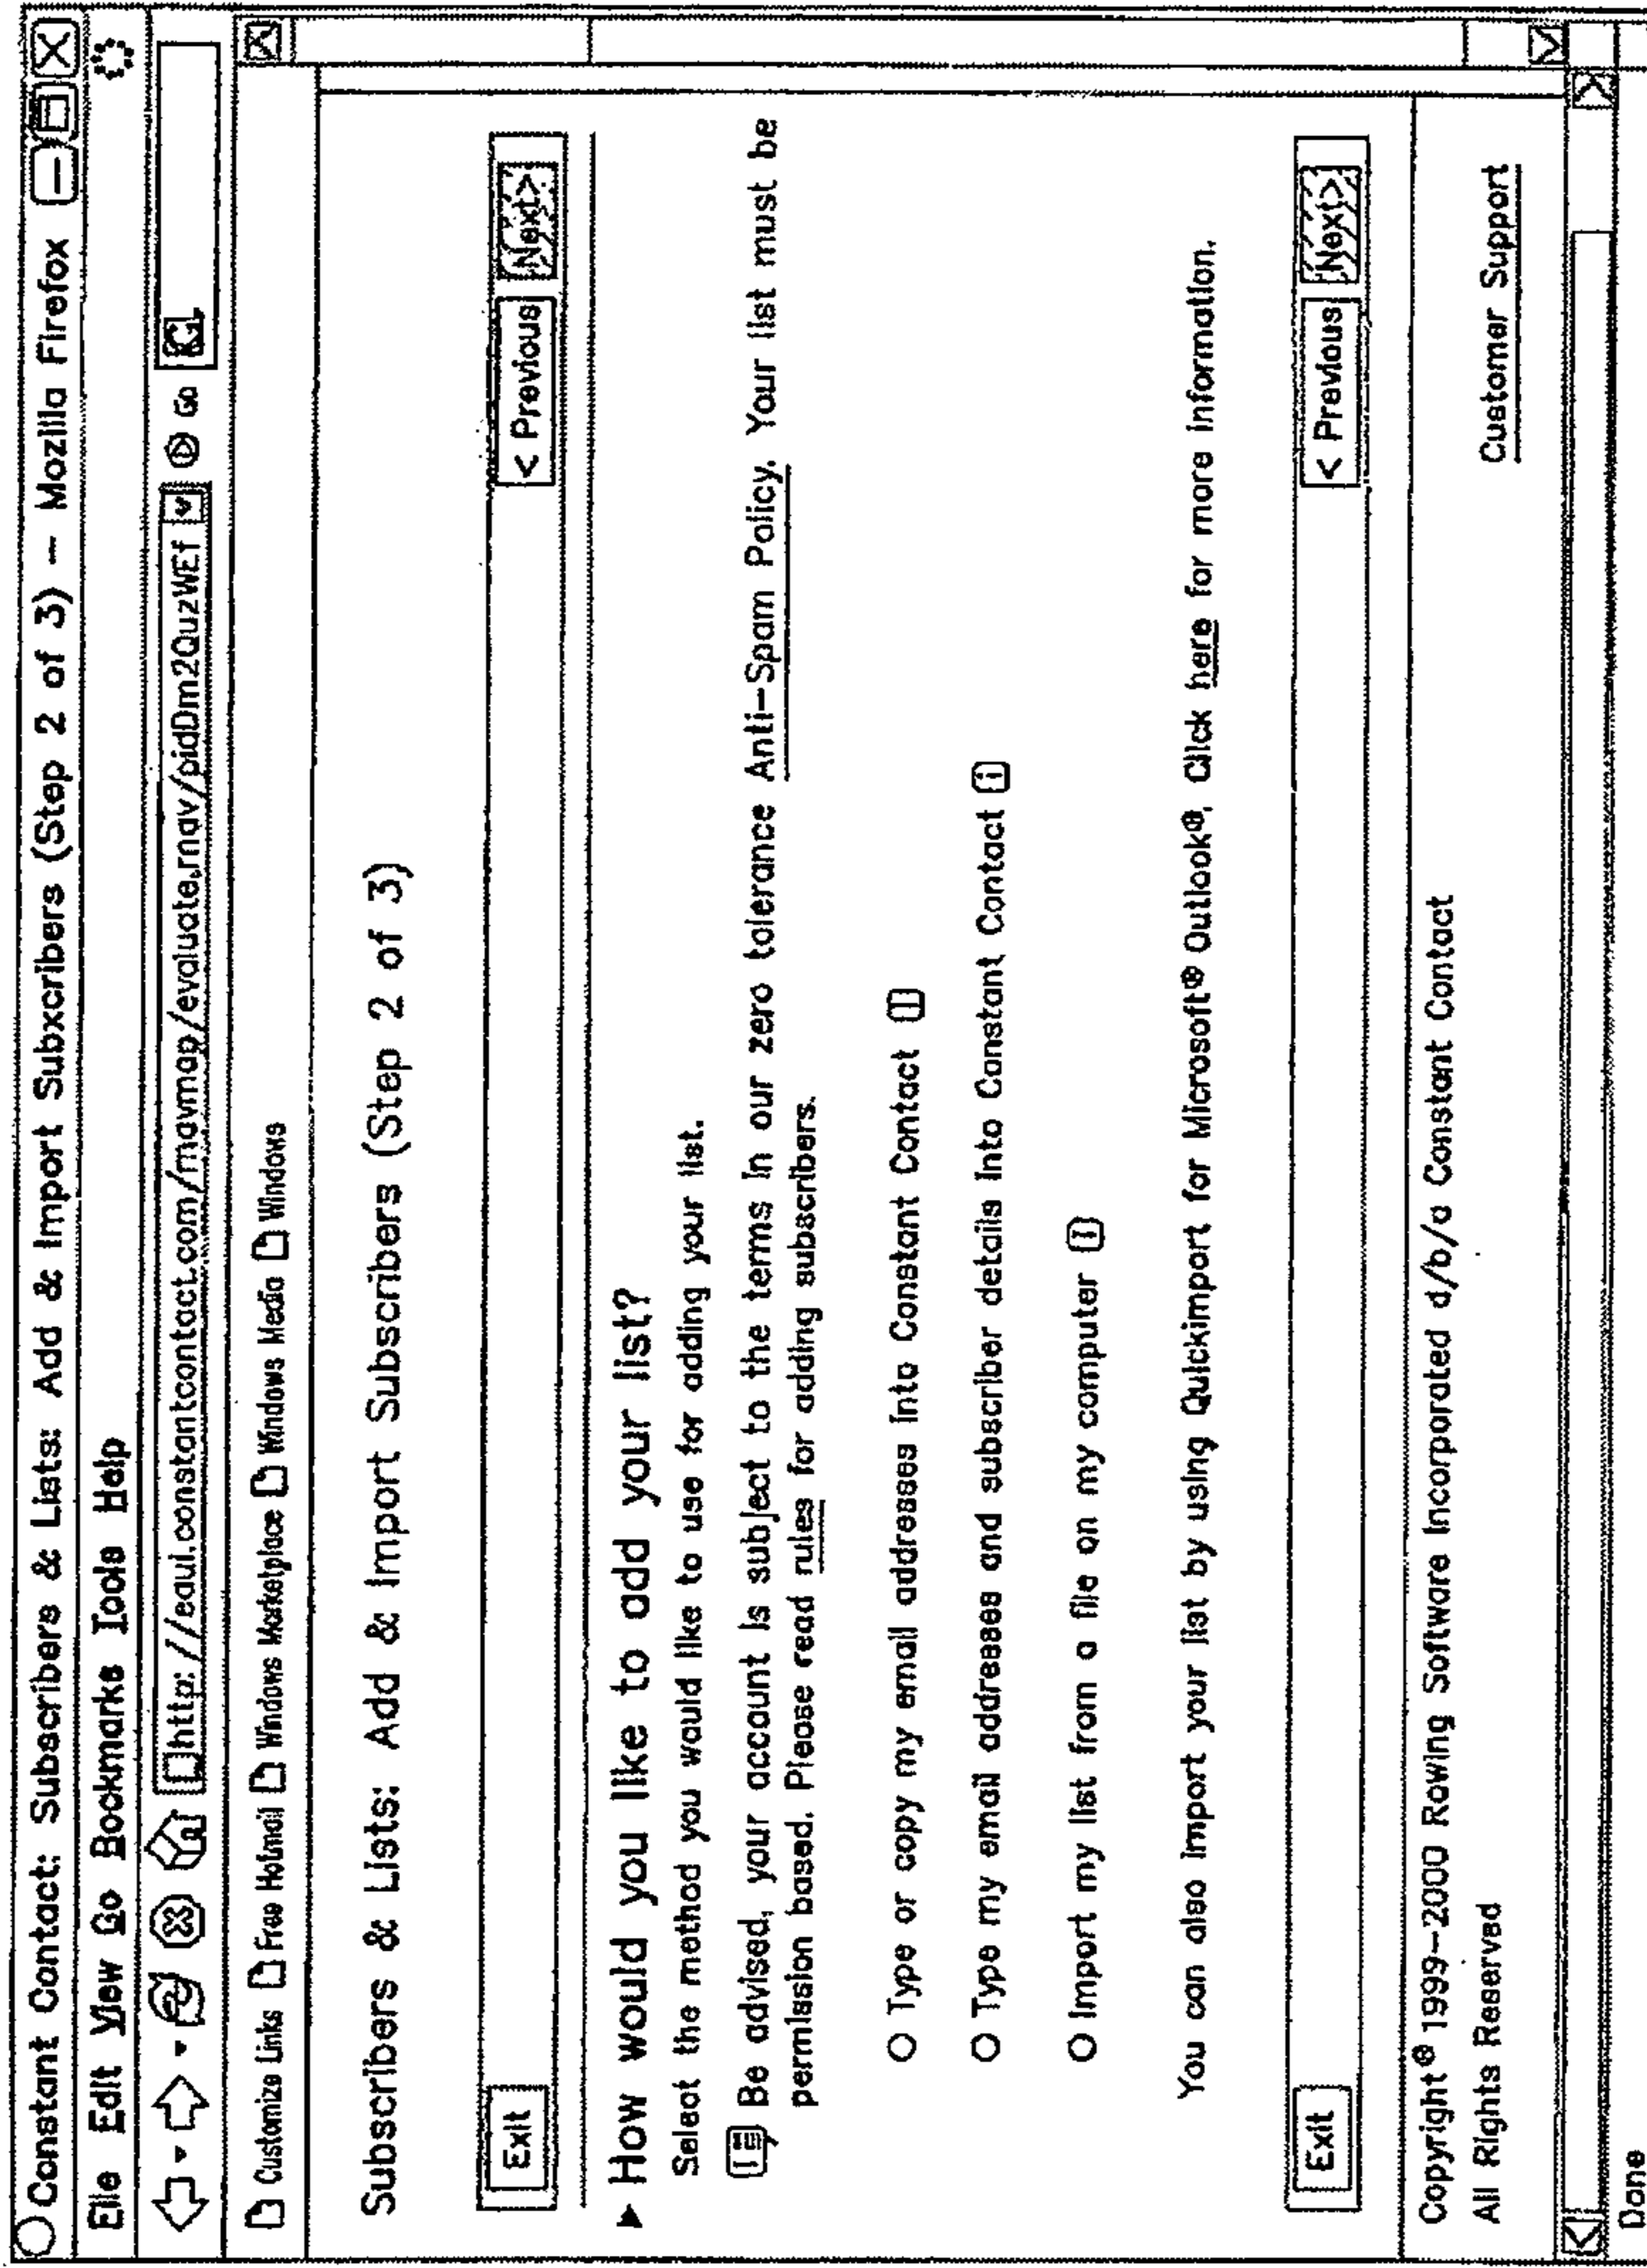 Constant Contact: Subscribers & Lists: Add & Import Subxcribers (Step 2 of 3) — Mozilla Firefox
File Edit View Go Bookmarks Tools Help
http://eaui.constantcontact.com/mavmap/evaluate.rnav/pidDm2QuzWEf Go
Customize Links Free Hotmail Windows Marketplace Windows Media Windows
Subscribers & Lists: Add & Import Subscribers (Step 2 of 3)
Exit < Previous Next>
How would you like to add your list?
Select the method you would like to use for adding your list.
Be advised, your account is subject to the terms in our zero tolerance Anti-Spam Policy. Your list must be
permission based. Please read rules for adding subscribers.
Type or copy my email addresses into Constant Contact
Type my email addresses and subscriber details into Constant Contact
Import my list from a file on my computer
You can also import your list by using Quickimport for Microsoft® Outlook®. Click here for more information.
Exit < Previous Next>
Copyright © 1999-2000 Rowing Software Incorporated d/b/a Constant Contact
All Rights Reserved Customer Support
Done